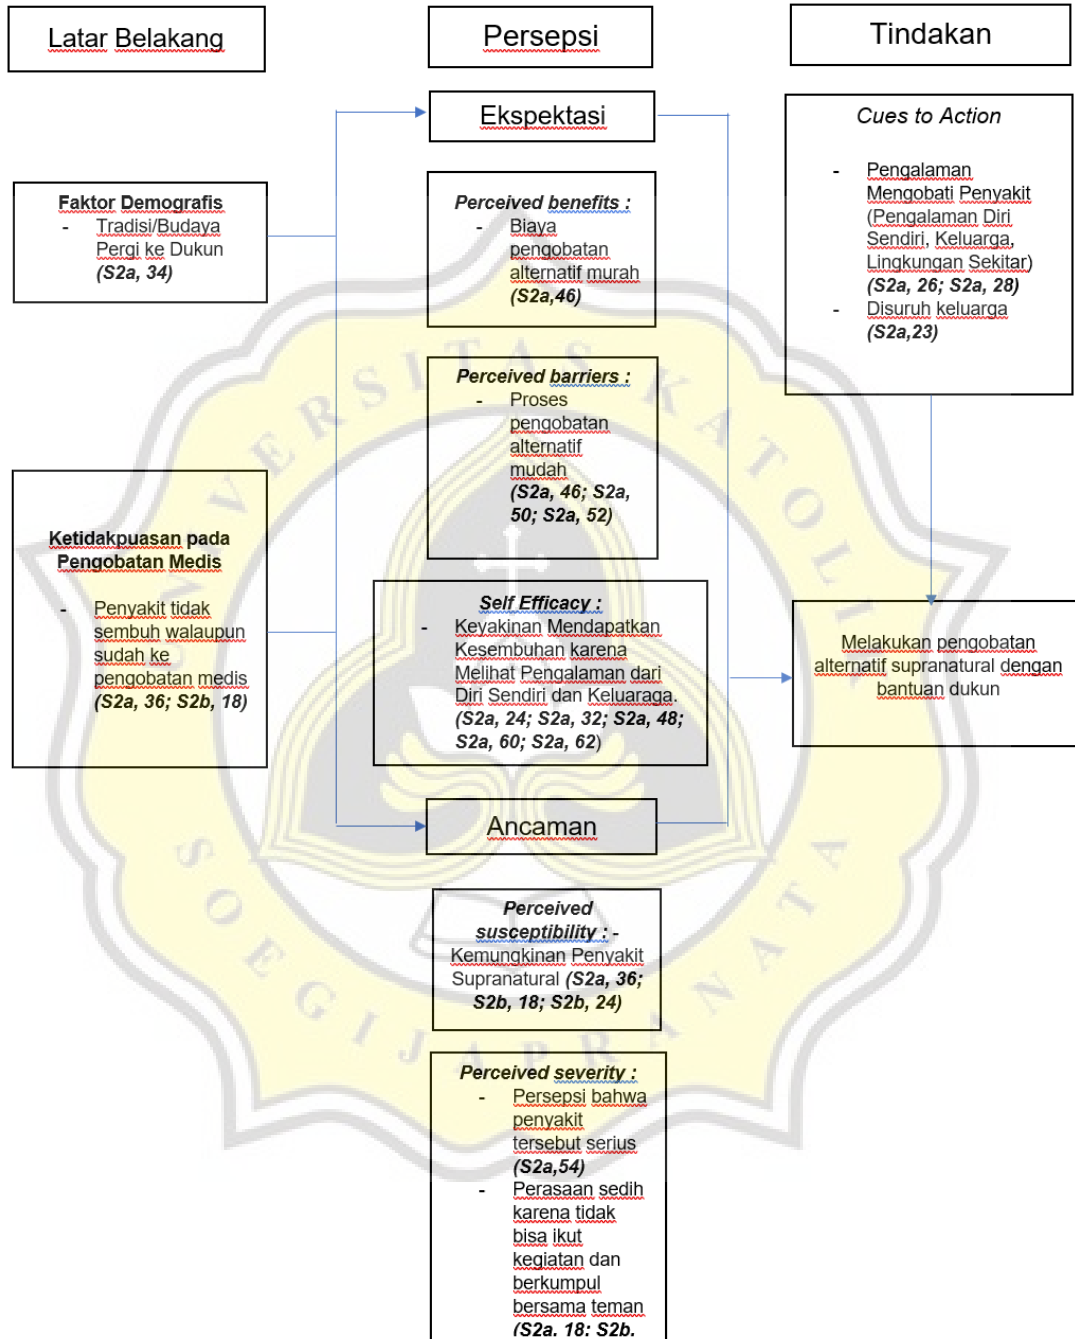 Latar Belakang
Persepsi
Tindakan
Ekspektasi
Faktor Demografis
- Tradisi/Budaya
Pergi ke Dukun
(S2a, 34)
Ketidakpuasan pada
Pengobatan Medis
- Penyakit tidak
sembuh walaupun
sudah ke
pengobatan medis
(S2a, 36; S2b, 18)
Perceived benefits :
- Biaya
pengobatan
alternatif murah
(S2a,46)
Perceived barriers :
- Proses
pengobatan
alternatif
mudah
(S2a, 46; S2a,
50; S2a, 52)
Self Efficacy :
- Keyakinan Mendapatkan
Kesembuhan karena
Melihat Pengalaman dari
Diri Sendiri dan Keluaraga.
(S2a, 24; S2a, 32; S2a, 48;
S2a, 60; S2a, 62)
Ancaman
Perceived
susceptibility : -
Kemungkinan Penyakit
Supranatural (S2a, 36;
S2b, 18; S2b, 24)
Perceived severity :
- Persepsi bahwa
penyakit
tersebut serius
(S2a,54)
- Perasaan sedih
karena tidak
bisa ikut
kegiatan dan
berkumpul
bersama teman
(S2a. 18: S2b.
Cues to Action
- Pengalaman
Mengobati Penyakit
(Pengalaman Diri
Sendiri, Keluarga,
Lingkungan Sekitar)
(S2a, 26; S2a, 28)
- Disuruh keluarga
(S2a,23)
Melakukan pengobatan
alternatif supranatural dengan
bantuan dukun
UNIVERSITAS KATOLIK
SOEGIJAPRANATA